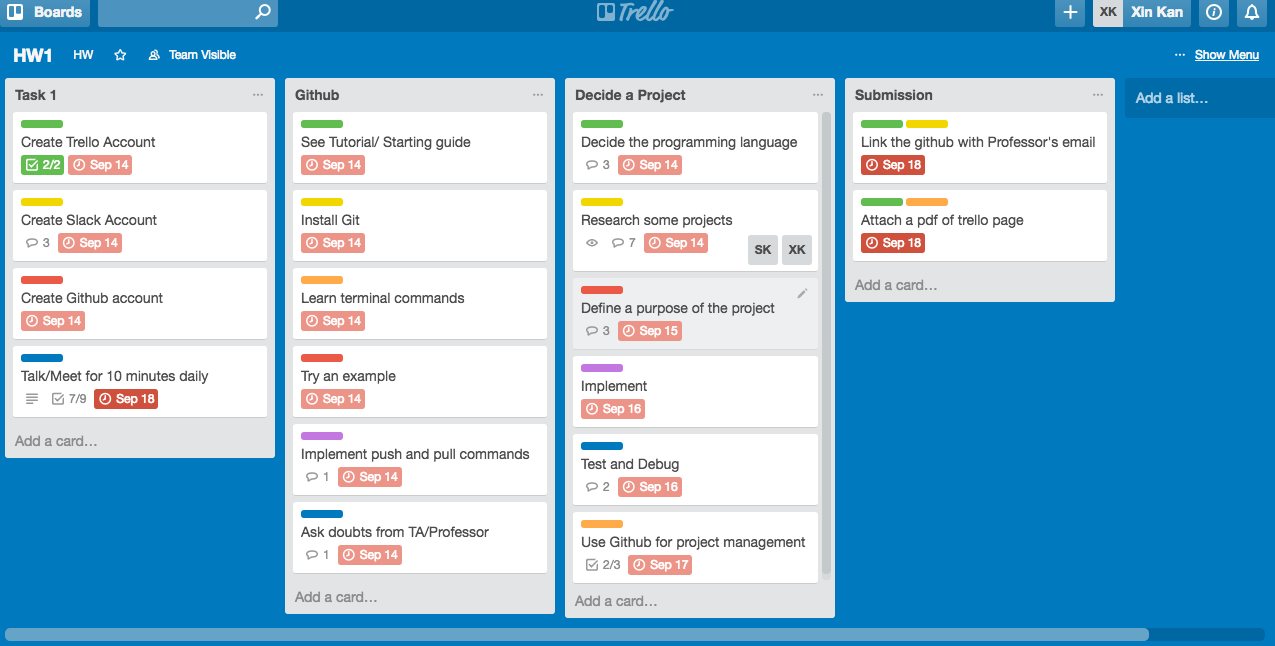 Boards
Trello
XK Xin Kan
HW1 HW Team Visible
... Show Menu
Task 1
Create Trello Account
2/2 Sep 14
Create Slack Account
3 Sep 14
Create Github account
Sep 14
Talk/Meet for 10 minutes daily
7/9 Sep 18
Add a card...
Github
See Tutorial/ Starting guide
Sep 14
Install Git
Sep 14
Learn terminal commands
Sep 14
Try an example
Sep 14
Implement push and pull commands
1 Sep 14
Ask doubts from TA/Professor
1 Sep 14
Add a card...
Decide a Project
Decide the programming language
3 Sep 14
Research some projects
7 Sep 14
SK XK
Define a purpose of the project
3 Sep 15
Implement
Sep 16
Test and Debug
2 Sep 16
Use Github for project management
2/3 Sep 17
Add a card...
Submission
Link the github with Professor's email
Sep 18
Attach a pdf of trello page
Sep 18
Add a card...
Add a list...